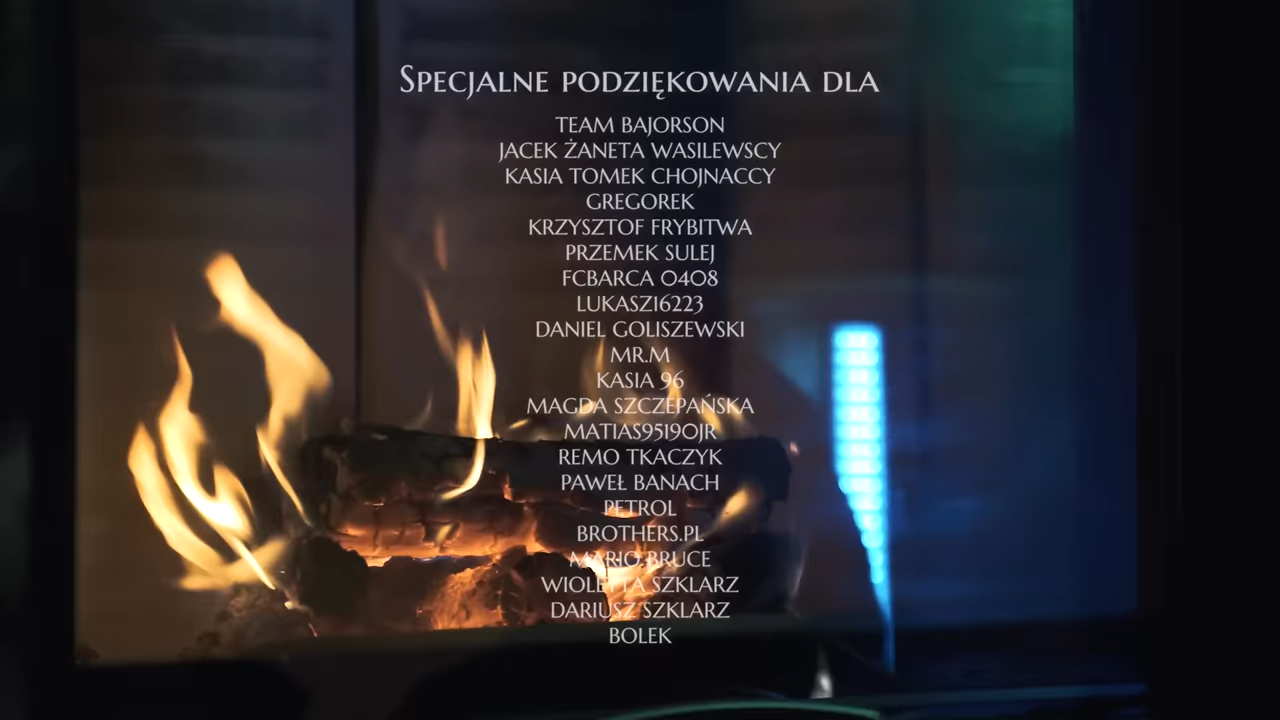 Specjalne podziękowania dla
TEAM BAJORSON
JACEK ŻANETA WASILEWSCY
KASIA TOMEK CHOJNACCY
GREGOREK
KRZYSZTOF FRYBITWA
PRZEMEK SULEJ
FCBARCA 0408
LUKASZ16223
DANIEL GOLISZEWSKI
MR.M
KASIA 96
MAGDA SZCZEPAŃSKA
MATIAS95190JR
REMO TKACZYK
PAWEŁ BANACH
PETROL
BROTHERS.PL
MARIO BRUCE
WIOLETTA SZKLARZ
DARIUSZ SZKLARZ
BOLEK